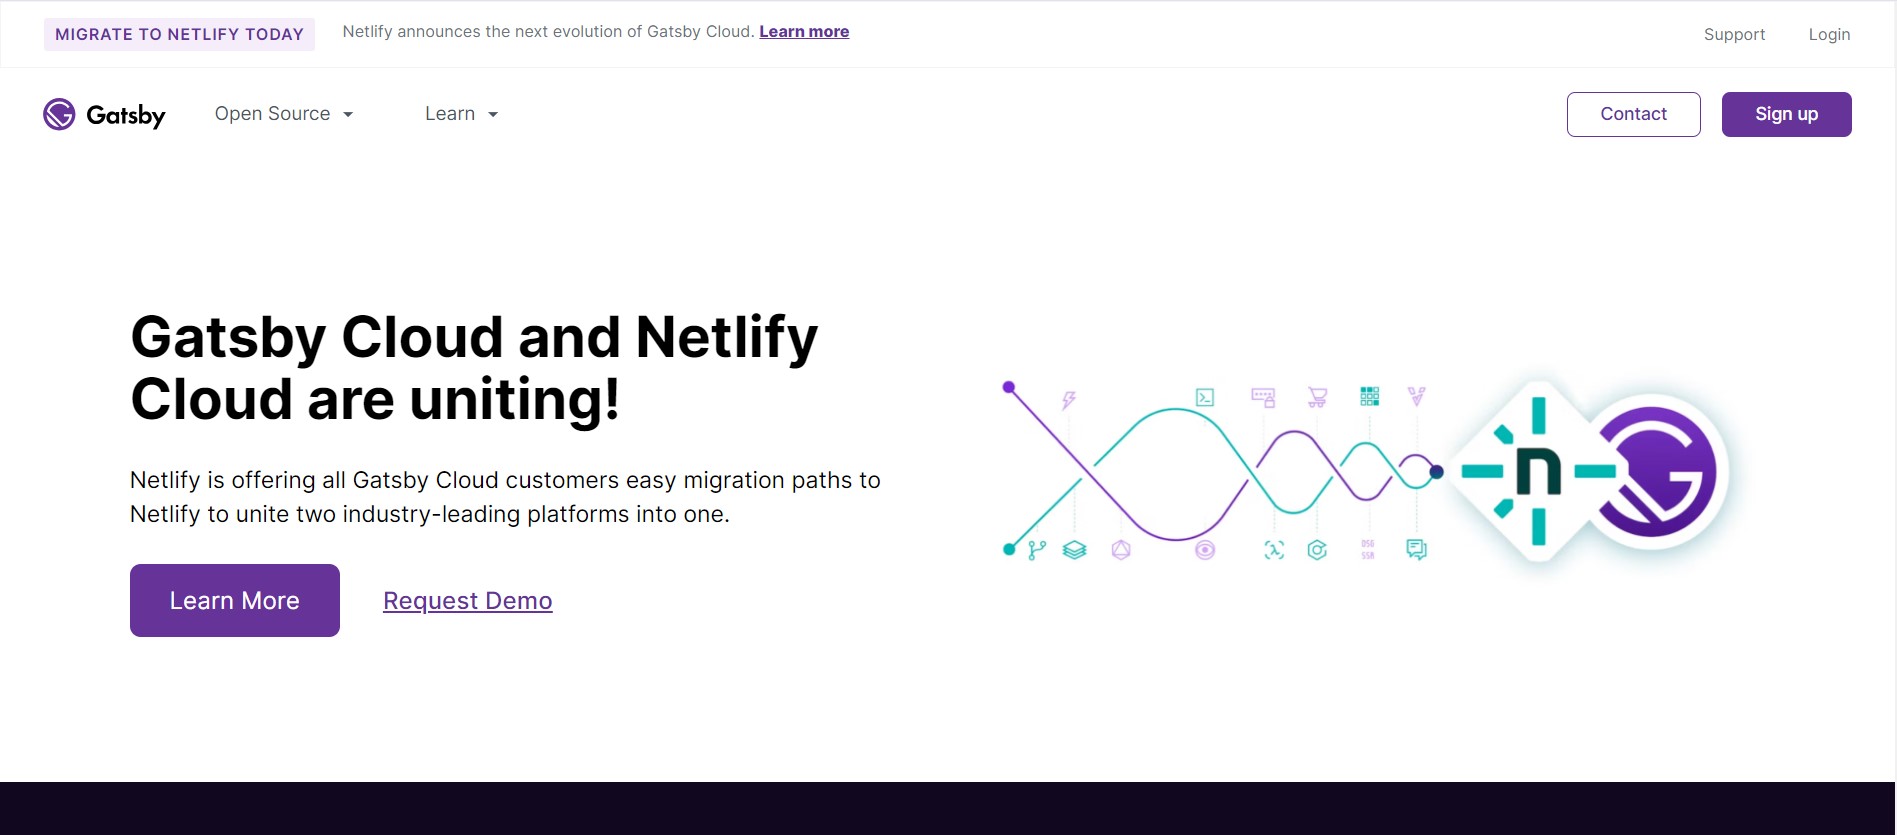 MIGRATE TO NETLIFY TODAY
Netlify announces the next evolution of Gatsby Cloud. Learn more
Support
Login
Gatsby
Open Source
Learn
Contact
Sign up
Gatsby Cloud and Netlify
Cloud are uniting!
Netlify is offering all Gatsby Cloud customers easy migration paths to
Netlify to unite two industry-leading platforms into one.
Learn More
Request Demo
DSG
SSR
n
G